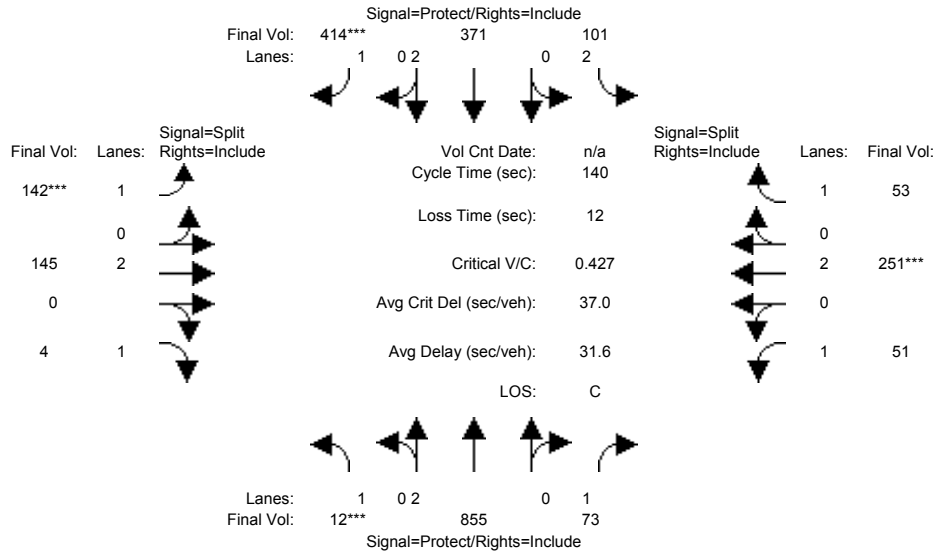 Signal=Protect/Rights=Include
Final Vol: 414*** 371 101
Lanes: 1 0 2 0 2
Signal=Split
Final Vol: Lanes: Rights=Include
Vol Cnt Date: n/a
Signal=Split
Rights=Include Lanes: Final Vol:
Cycle Time (sec): 140
142*** 1
1 53
Loss Time (sec): 12
0
0
145 2
Critical V/C: 0.427
2 251***
0
Avg Crit Del (sec/veh): 37.0
0
4 1
Avg Delay (sec/veh): 31.6
1 51
LOS: C
Lanes: 1 0 2 0 1
Final Vol: 12*** 855 73
Signal=Protect/Rights=Include